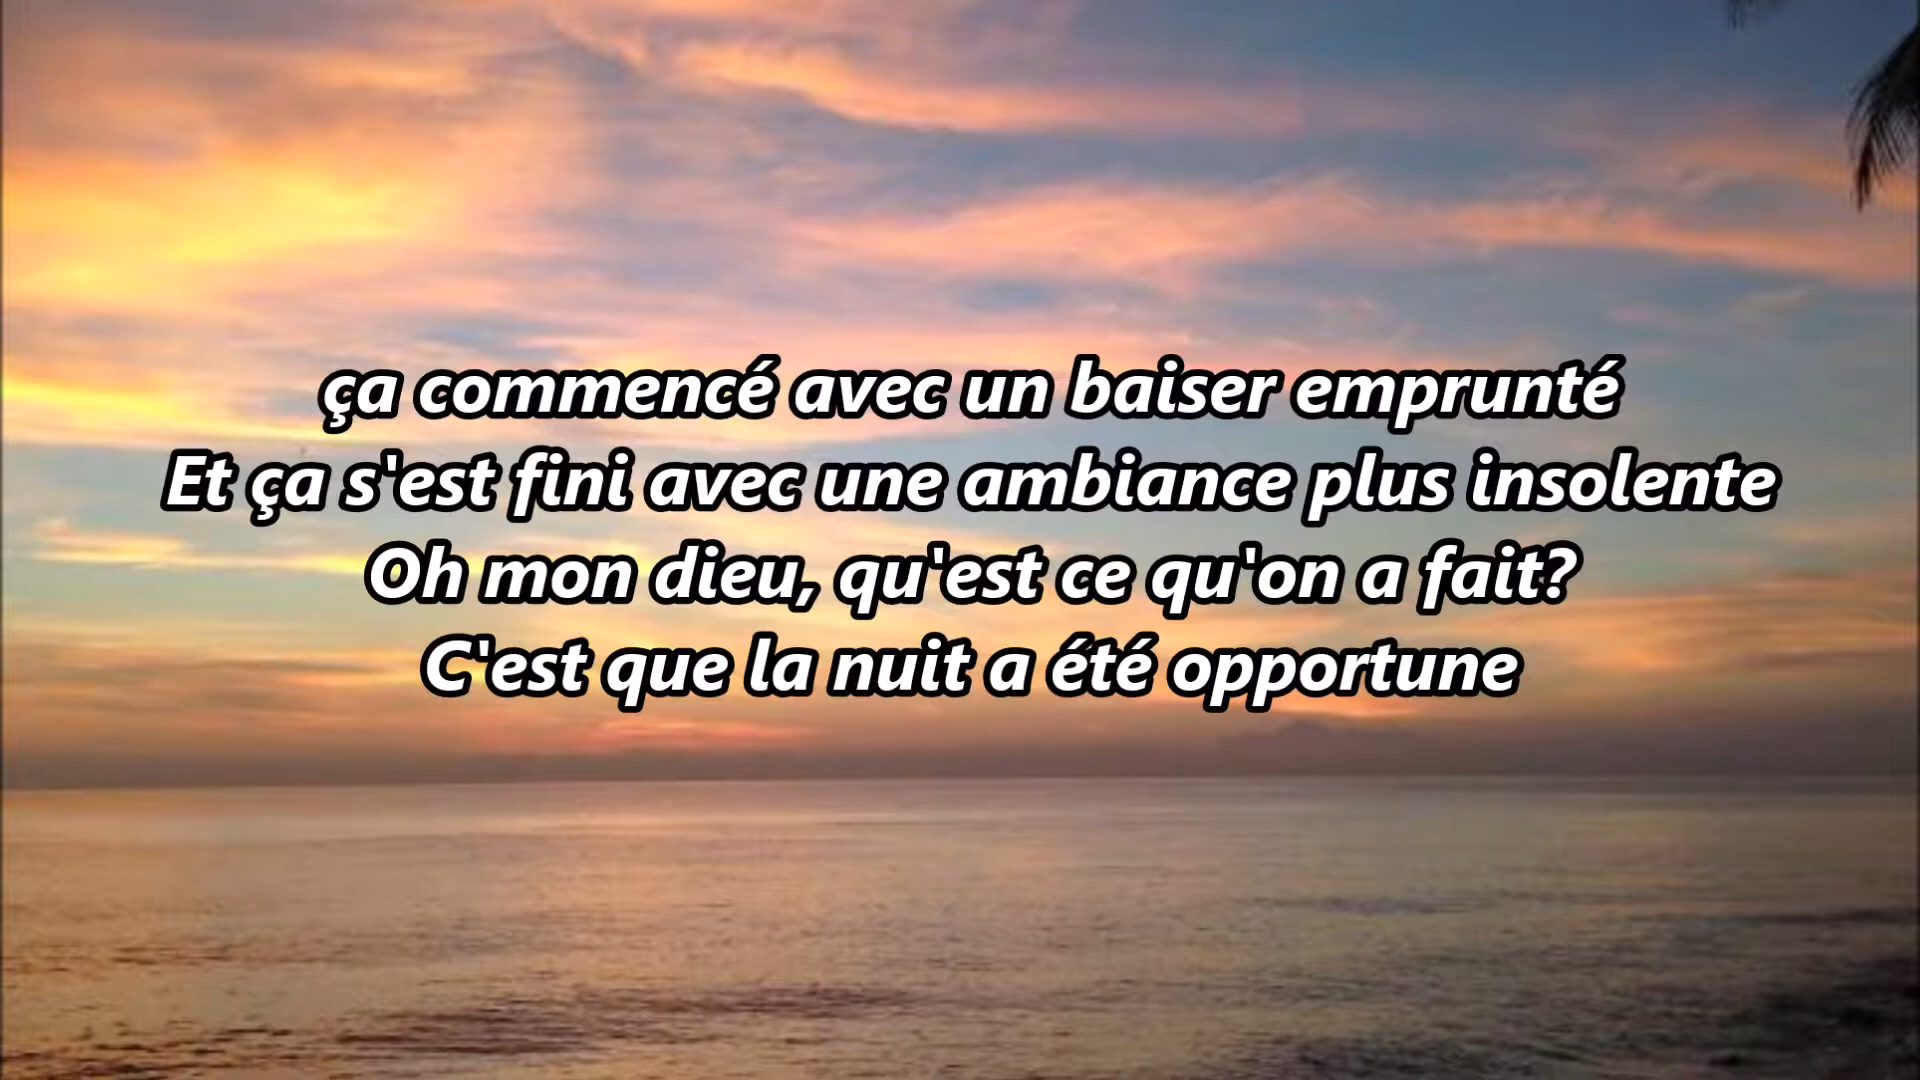 ça commencé avec un baiser emprunté
Et ça s'est fini avec une ambiance plus insolente
Oh mon dieu, qu'est ce qu'on a fait?
C'est que la nuit a été opportune